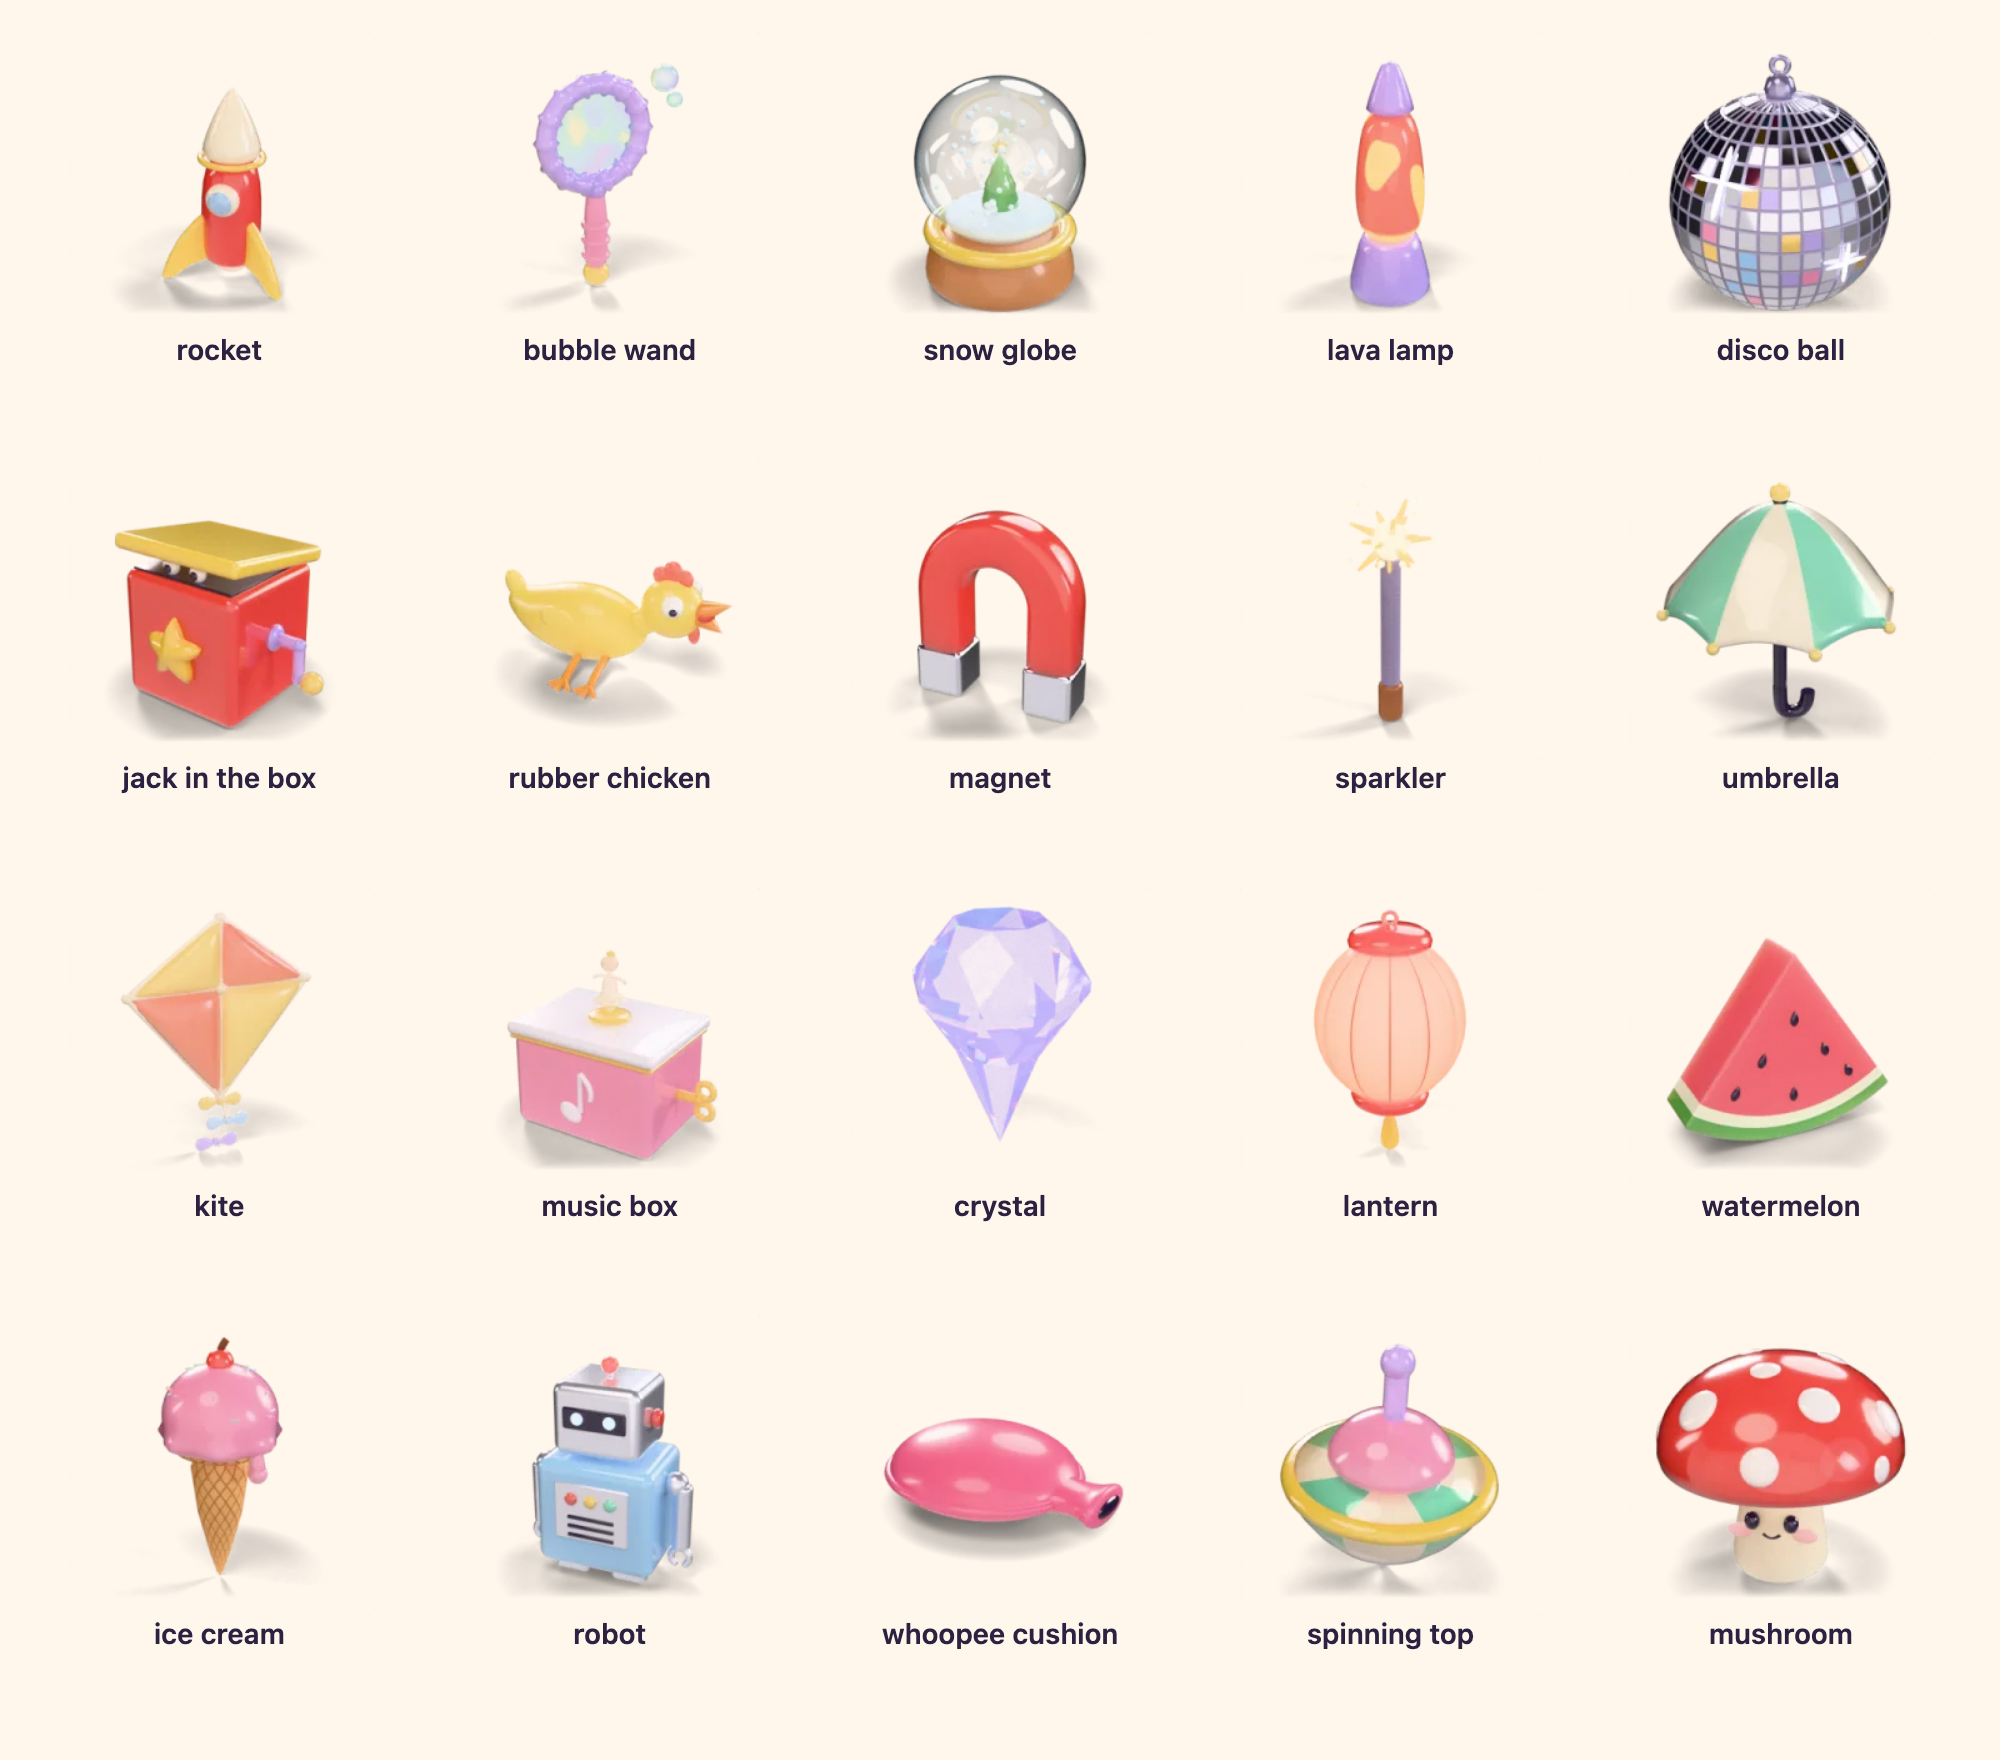 rocket
bubble wand
snow globe
lava lamp
disco ball
jack in the box
rubber chicken
magnet
sparkler
umbrella
kite
music box
crystal
lantern
watermelon
ice cream
robot
whoopee cushion
spinning top
mushroom